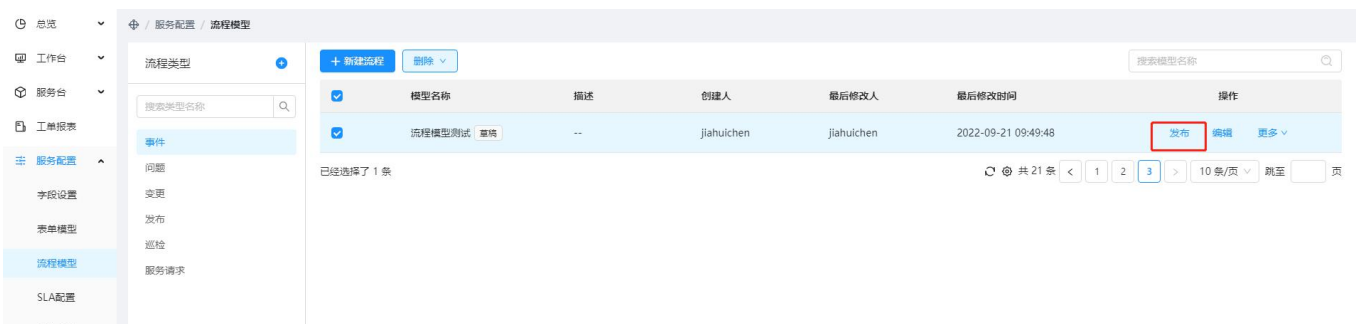 总览
工作台
服务台
工单报表
服务配置
字段设置
表单模型
流程模型
SLA配置
/ 服务配置 / 流程模型
流程类型
搜索类型名称
事件
问题
变更
发布
巡检
服务请求
+ 新建流程 删除
搜索模型名称
模型名称 描述 创建人 最后修改人 最后修改时间 操作
流程模型测试 草稿 -- jiahuichen jiahuichen 2022-09-21 09:49:48 发布 编辑 更多
已经选择了 1 条
共 21 条 < 1 2 3 > 10 条/页 跳至 页